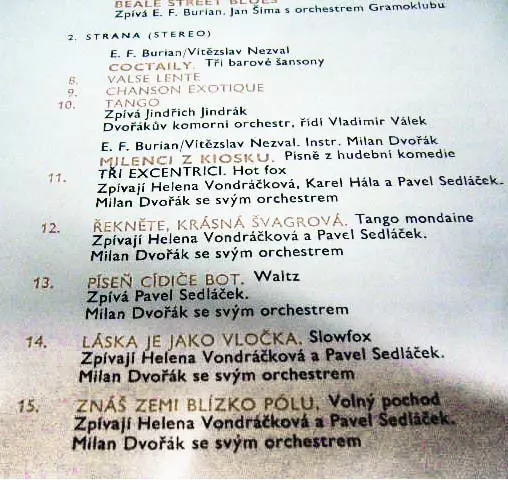 BEALE STREET BLUES
Zpívá E. F. Burian, Jan Šíma s orchestrem Gramoklubu
2. STRANA (STEREO)
E. F. Burian/Vítězslav Nezval
COCTAILY. Tři barové šansony
8. VALSE LENTE
9. CHANSON EXOTIQUE
10. TANGO
Zpívá Jindřich Jindrák
Dvořákův komorní orchestr, řídí Vladimír Válek
E. F. Burian/Vítězslav Nezval. Instr. Milan Dvořák
MILENCI Z KIOSKU. Písně z hudební komedie
11. TŘI EXCENTRICI. Hot fox
Zpívají Helena Vondráčková, Karel Hála a Pavel Sedláček.
Milan Dvořák se svým orchestrem
12. ŘEKNĚTE, KRÁSNÁ ŠVAGROVÁ. Tango mondaine
Zpívají Helena Vondráčková a Pavel Sedláček.
Milan Dvořák se svým orchestrem
13. PÍSEŇ CÍDIČE BOT. Waltz
Zpívá Pavel Sedláček.
Milan Dvořák se svým orchestrem
14. LÁSKA JE JAKO VLOČKA. Slowfox
Zpívají Helena Vondráčková a Pavel Sedláček.
Milan Dvořák se svým orchestrem
15. ZNÁŠ ZEMI BLÍZKO PÓLU. Volný pochod
Zpívají Helena Vondráčková a Pavel Sedláček.
Milan Dvořák se svým orchestrem